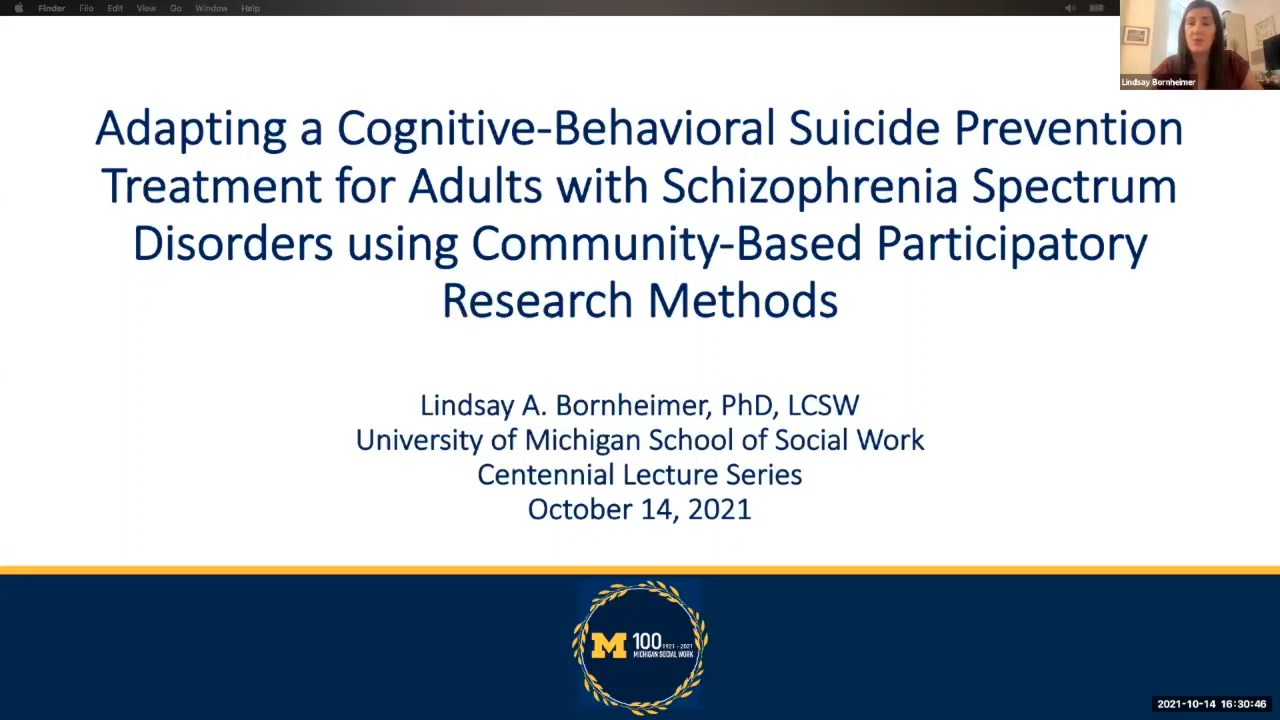 Finder File Edit View Go Window Help
Lindsay Bornheimer
Adapting a Cognitive-Behavioral Suicide Prevention
Treatment for Adults with Schizophrenia Spectrum
Disorders using Community-Based Participatory
Research Methods
Lindsay A. Bornheimer, PhD, LCSW
University of Michigan School of Social Work
Centennial Lecture Series
October 14, 2021
M 100 1921 - 2021
MICHIGAN SOCIAL WORK
2021-10-14 16:30:46